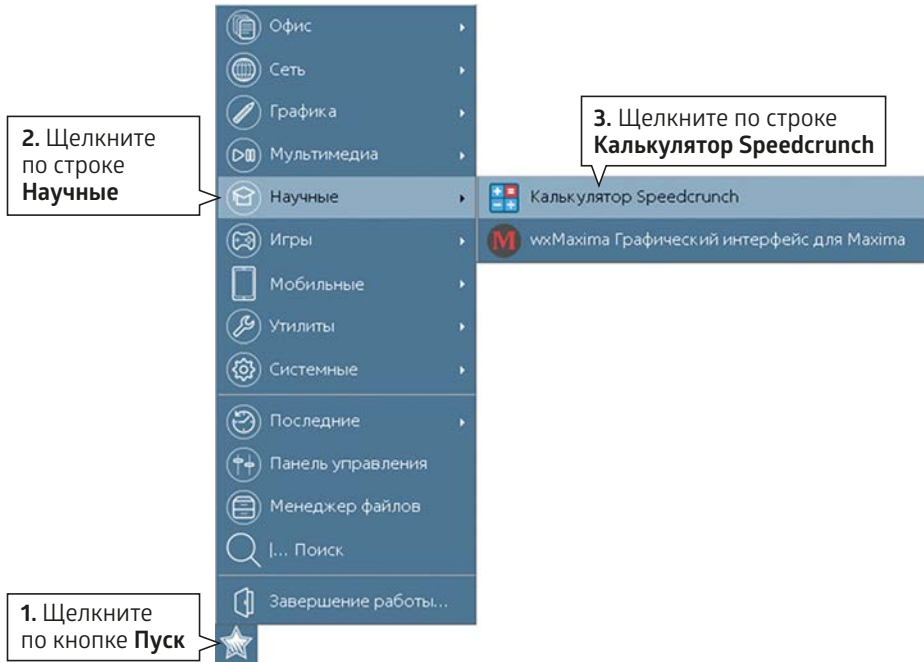 Офис
Сеть
Графика
Мультимедиа
Научные
Игры
Мобильные
Утилиты
Системные
Последние
Панель управления
Менеджер файлов
|... Поиск
Завершение работы...
Калькулятор Speedcrunch
wxMaxima Графический интерфейс для Maxima
1. Щелкните
по кнопке Пуск
2. Щелкните
по строке
Научные
3. Щелкните по строке
Калькулятор Speedcrunch